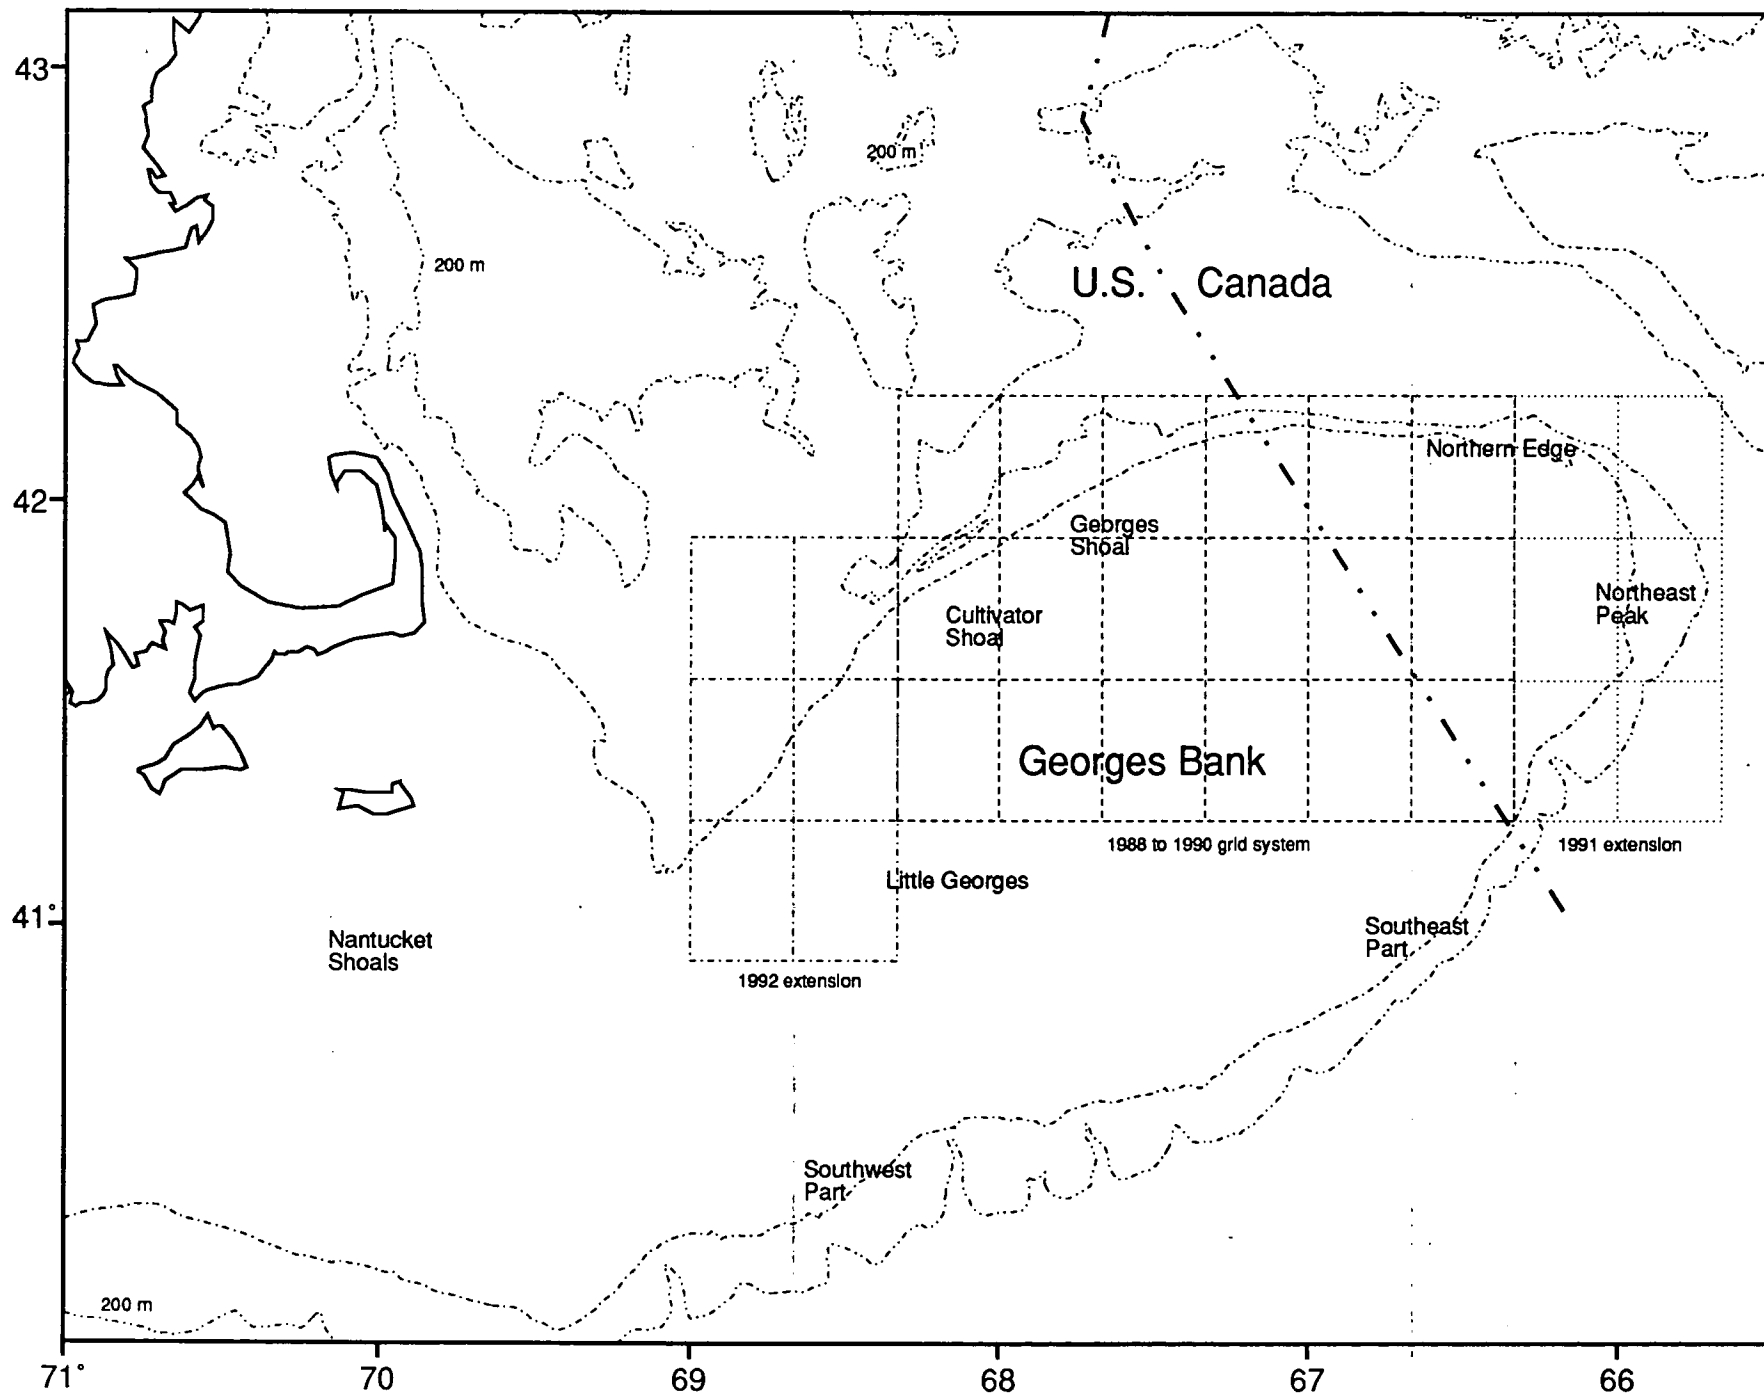 43
200 m
200 m
U.S. Canada
Northern Edge
42
Georges
Shoal
Northeast
Peak
Cultivator
Shoal
Georges Bank
1988 to 1990 grid system
1991 extension
Little Georges
41°
Nantucket
Shoals
Southeast
Part
1992 extension
Southwest
Part
200 m
71°
70
69
68
67
66